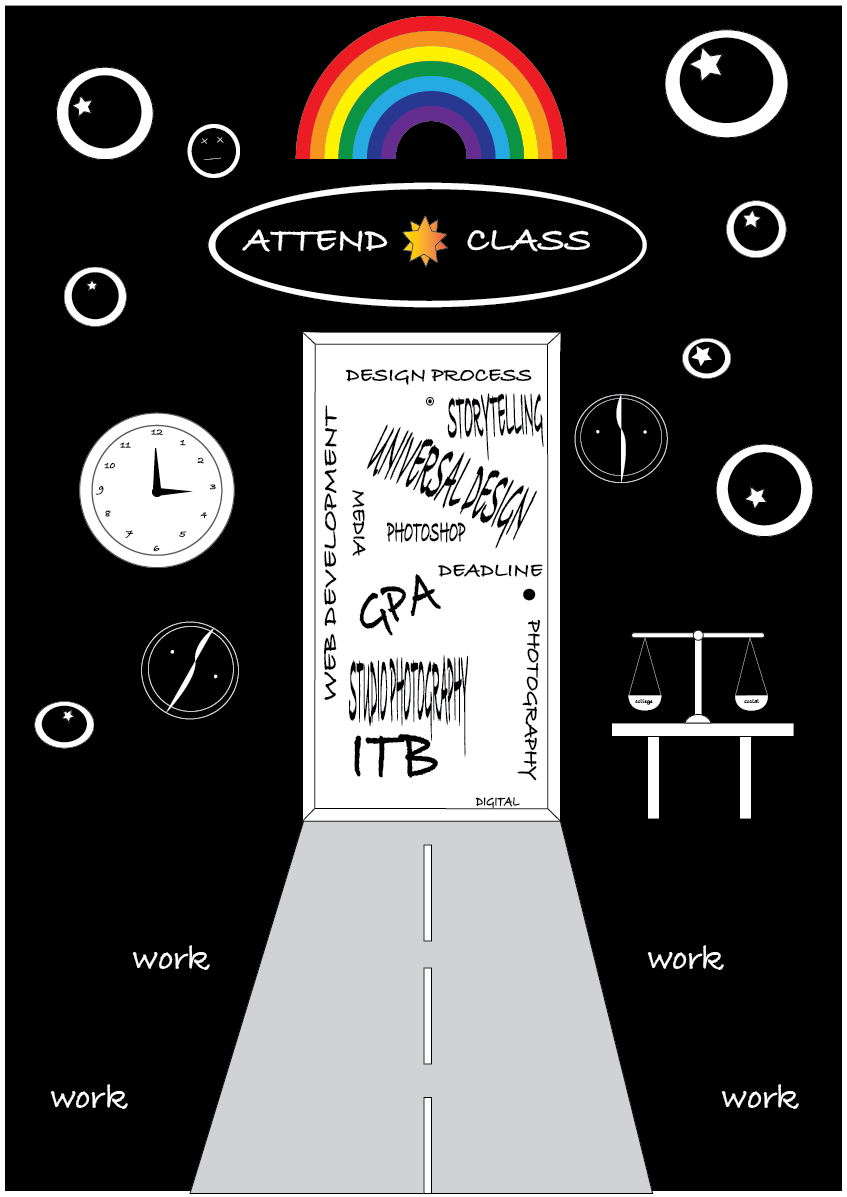 ATTEND CLASS
DESIGN PROCESS
STORYTELLING
UNIVERSAL DESIGN
WEB DEVELOPMENT
MEDIA
PHOTOSHOP
DEADLINE
GPA
PHOTOGRAPHY
STUDIO PHOTOGRAPHY
ITB
DIGITAL
12
11
1
10
2
9
3
8
4
7
5
6
college
social
work
work
work
work